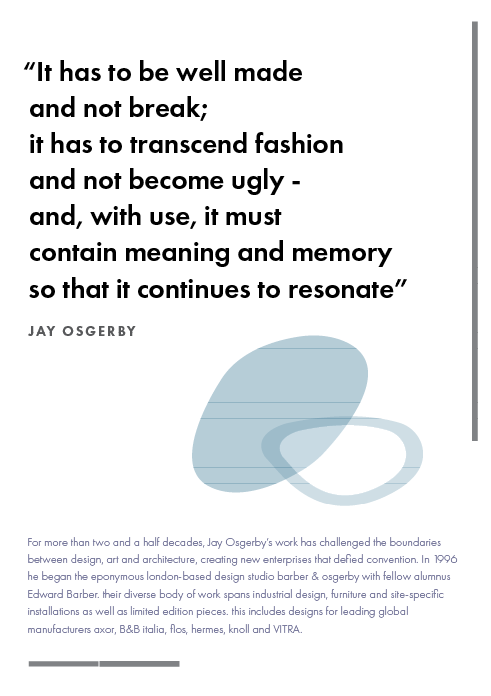 “It has to be well made
and not break;
it has to transcend fashion
and not become ugly -
and, with use, it must
contain meaning and memory
so that it continues to resonate”
JAY OSGERBY
For more than two and a half decades, Jay Osgerby's work has challenged the boundaries
between design, art and architecture, creating new enterprises that defied convention. In 1996
he began the eponymous london-based design studio barber & osgerby with fellow alumnus
Edward Barber. their diverse body of work spans industrial design, furniture and site-specific
installations as well as limited edition pieces. this includes designs for leading global
manufacturers axor, B&B italia, flos, hermes, knoll and VITRA.